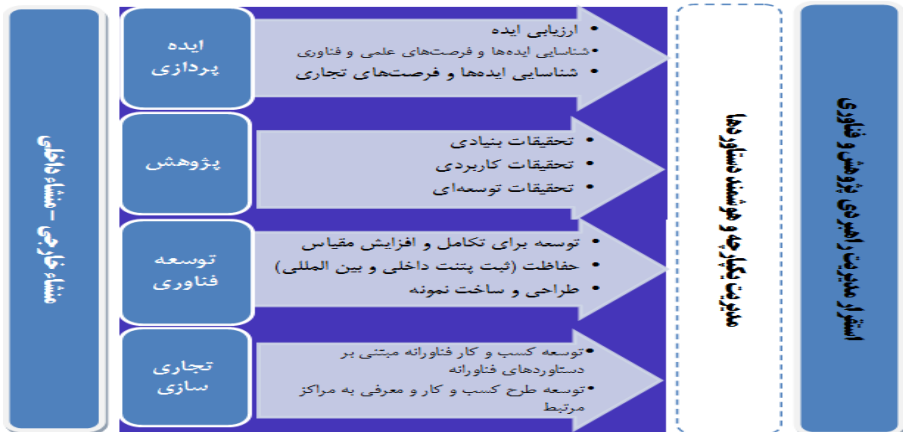 استقرار مدیریت راهبردی پژوهش و فناوری
مدیریت یکپارچه و هوشمند دستاوردها
ایده
پردازی
ارزیابی ایده
شناسایی ایده‌ها و فرصت‌های علمی و فناوری
شناسایی ایده‌ها و فرصت‌های تجاری
پژوهش
تحقیقات بنیادی
تحقیقات کاربردی
تحقیقات توسعه‌ای
توسعه
فناوری
توسعه برای تکامل و افزایش مقیاس
حفاظت (ثبت پتنت داخلی و بین المللی)
طراحی و ساخت نمونه
تجاری
سازی
توسعه کسب و کار فناورانه مبتنی بر
دستاوردهای فناورانه
توسعه طرح کسب و کار و معرفی به مراکز
مرتبط
منشاء خارجی – منشاء داخلی